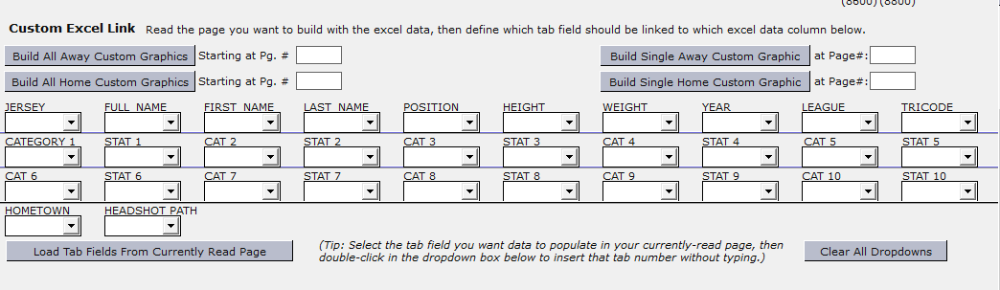 (8600) (8800)
Custom Excel Link Read the page you want to build with the excel data, then define which tab field should be linked to which excel data column below.
Build All Away Custom Graphics Starting at Pg. # Build Single Away Custom Graphic at Page#:
Build All Home Custom Graphics Starting at Pg. # Build Single Home Custom Graphic at Page#:
JERSEY FULL_NAME FIRST_NAME LAST_NAME POSITION HEIGHT WEIGHT YEAR LEAGUE TRICODE
CATEGORY 1 STAT 1 CAT 2 STAT 2 CAT 3 STAT 3 CAT 4 STAT 4 CAT 5 STAT 5
CAT 6 STAT 6 CAT 7 STAT 7 CAT 8 STAT 8 CAT 9 STAT 9 CAT 10 STAT 10
HOMETOWN HEADSHOT PATH
Load Tab Fields From Currently Read Page (Tip: Select the tab field you want data to populate in your currently-read page, then
double-click in the dropdown box below to insert that tab number without typing.) Clear All Dropdowns